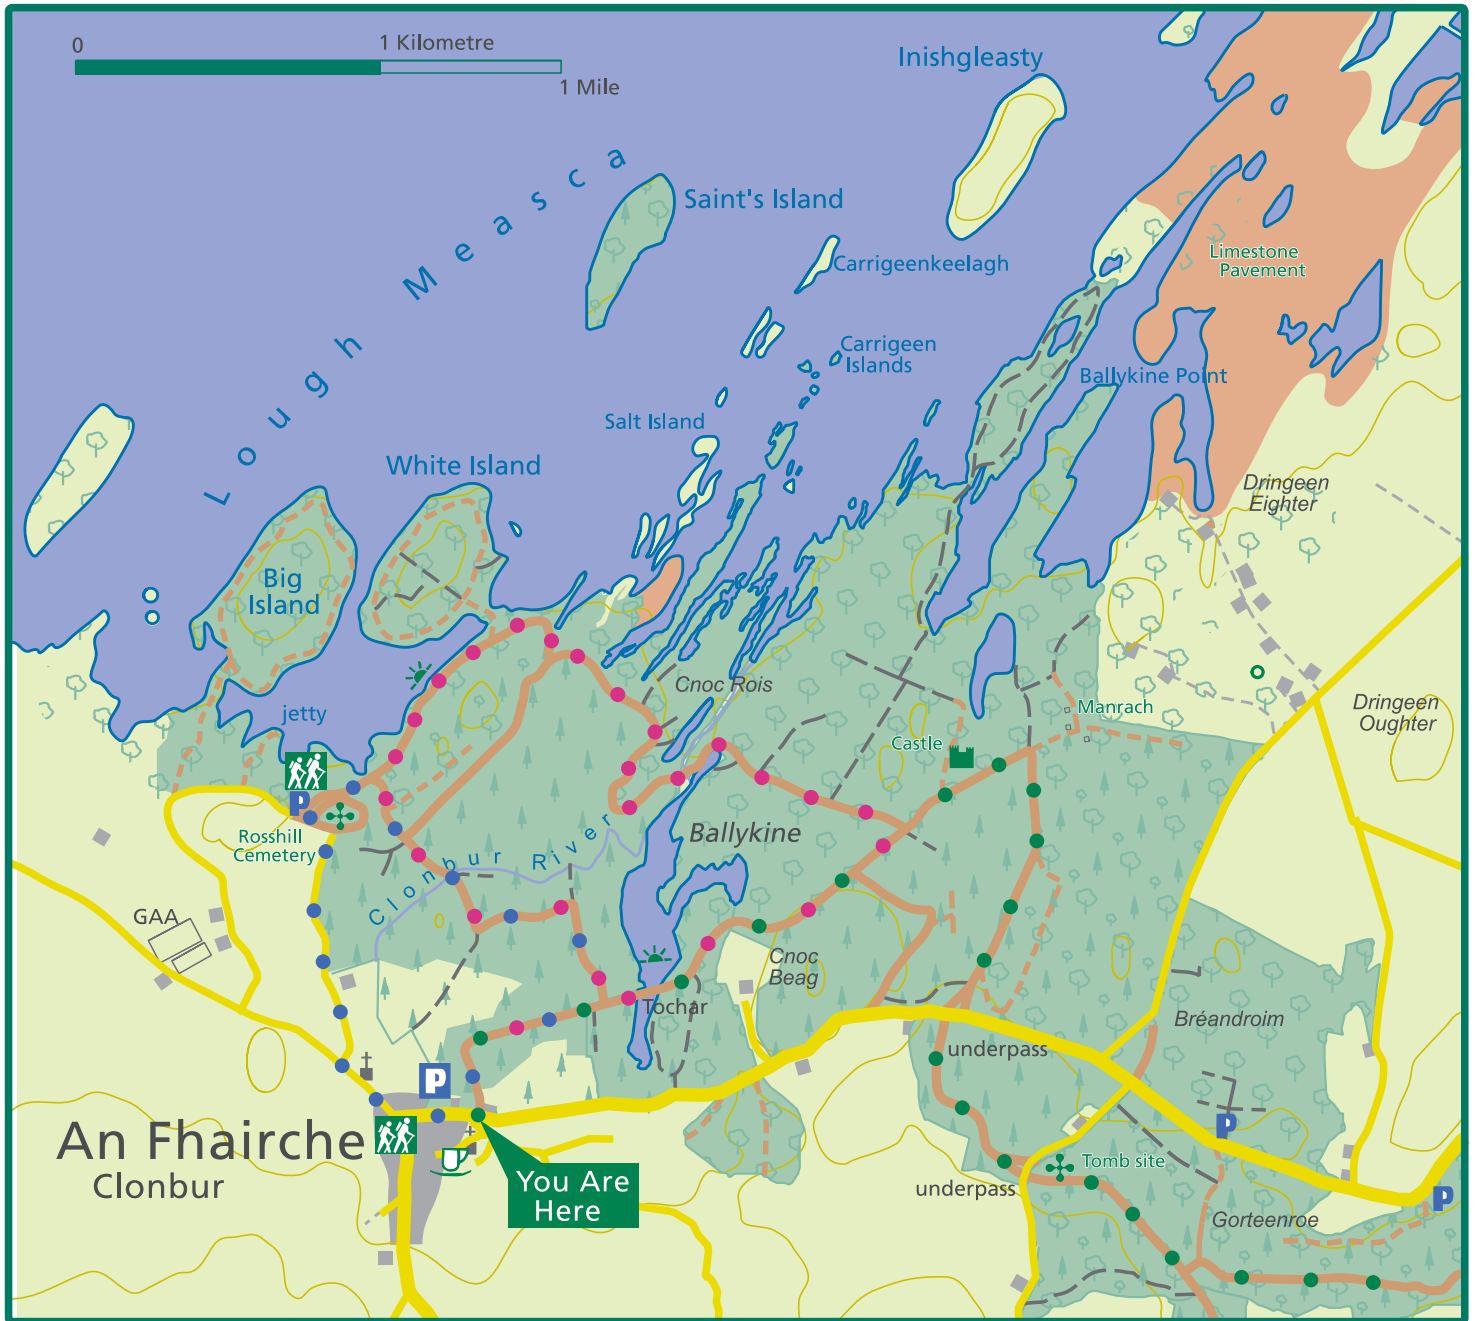 0
1 Kilometre
1 Mile
Inishgleasty
Lough Measca
Saint's Island
Carrigeenkeelagh
Limestone
Pavement
Carrigeen
Islands
Ballykine Point
Salt Island
White Island
Dringeen
Eighter
Big
Island
Cnoc Rois
jetty
Manrach
Dringeen
Oughter
Castle
P
Rosshill
Cemetery
Ballykine
Clonbur River
GAA
Cnoc
Beag
Tochar
Bréandroim
underpass
P
P
An Fhairche
Clonbur
Tomb site
You Are
Here
underpass
P
Gorteenroe